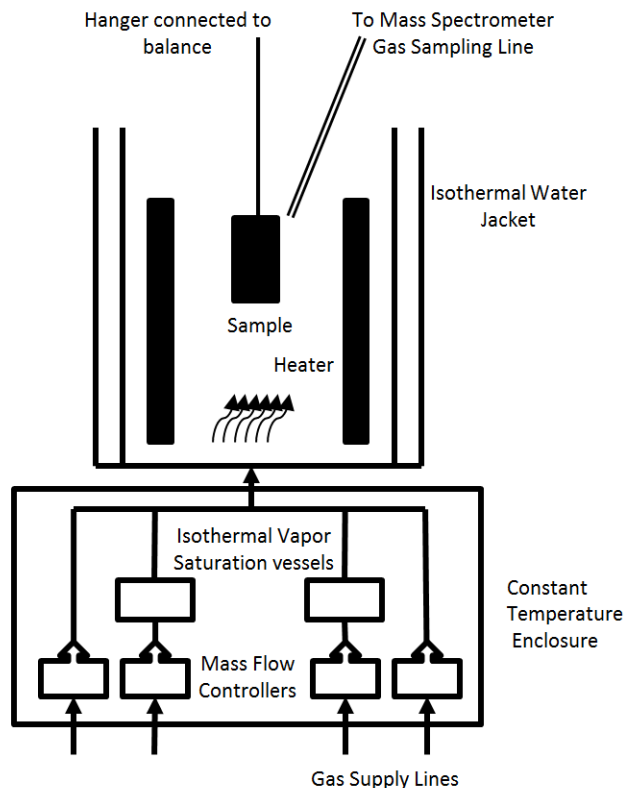 Hanger connected to
balance
To Mass Spectrometer
Gas Sampling Line
Isothermal Water
Jacket
Sample
Heater
Isothermal Vapor
Saturation vessels
Constant
Temperature
Enclosure
Mass Flow
Controllers
Gas Supply Lines